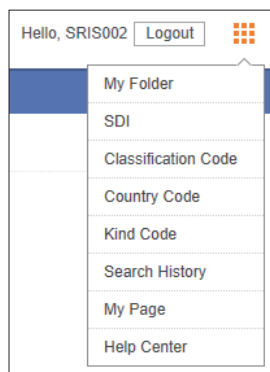 Hello, SRIS002 Logout
My Folder
SDI
Classification Code
Country Code
Kind Code
Search History
My Page
Help Center